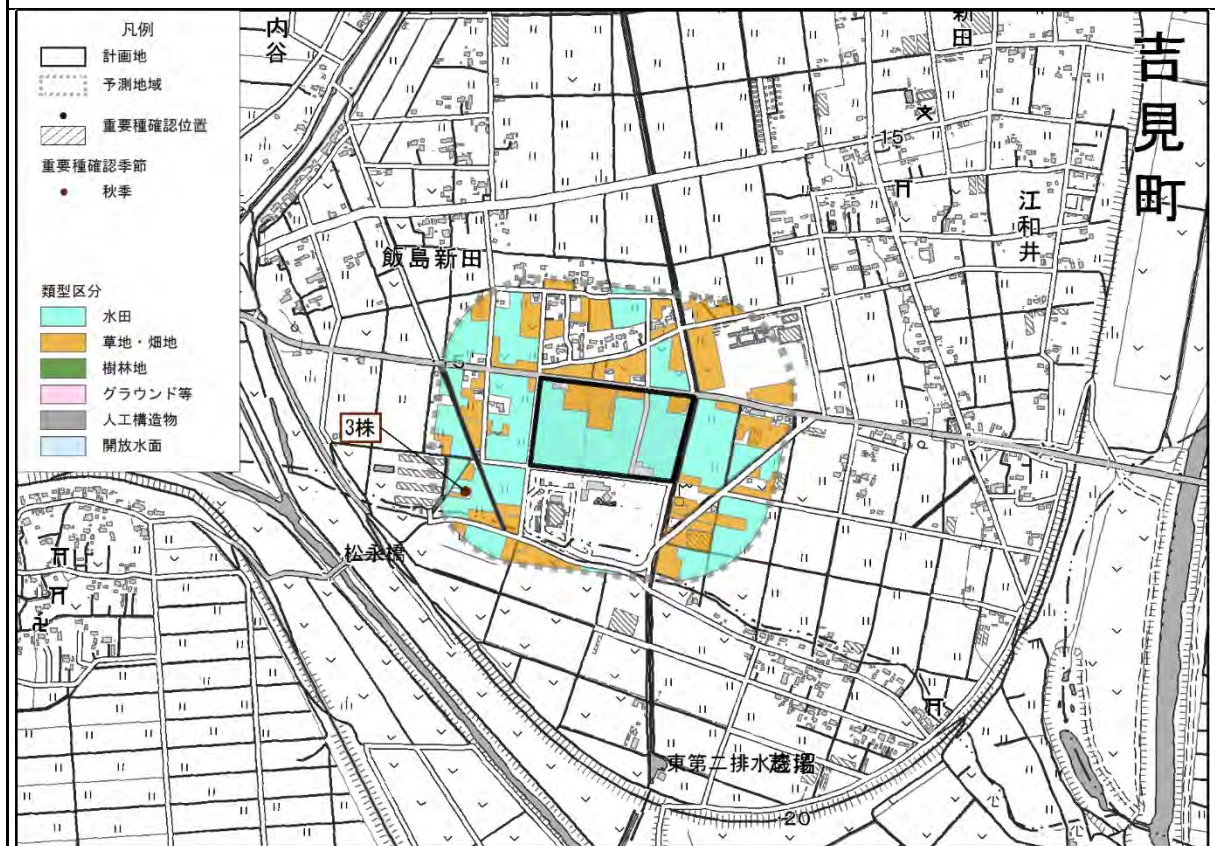 凡例
計画地
予測地域
重要種確認位置
重要種確認季節
秋季
類型区分
水田
草地・畑地
樹林地
グラウンド等
人工構造物
開放水面
内谷
新田
吉見町
15
江和井
飯島新田
5
3株
松永橋
東第二排水機場
20